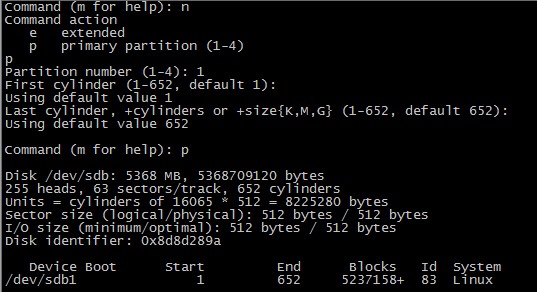 Command (m for help): n
Command action
   e   extended
   p   primary partition (1-4)
p
Partition number (1-4): 1
First cylinder (1-652, default 1):
Using default value 1
Last cylinder, +cylinders or +size{K,M,G} (1-652, default 652):
Using default value 652
Command (m for help): p
Disk /dev/sdb: 5368 MB, 5368709120 bytes
255 heads, 63 sectors/track, 652 cylinders
Units = cylinders of 16065 * 512 = 8225280 bytes
Sector size (logical/physical): 512 bytes / 512 bytes
I/O size (minimum/optimal): 512 bytes / 512 bytes
Disk identifier: 0x8d8d289a
   Device Boot      Start         End      Blocks   Id  System
/dev/sdb1               1         652     5237158+  83  Linux